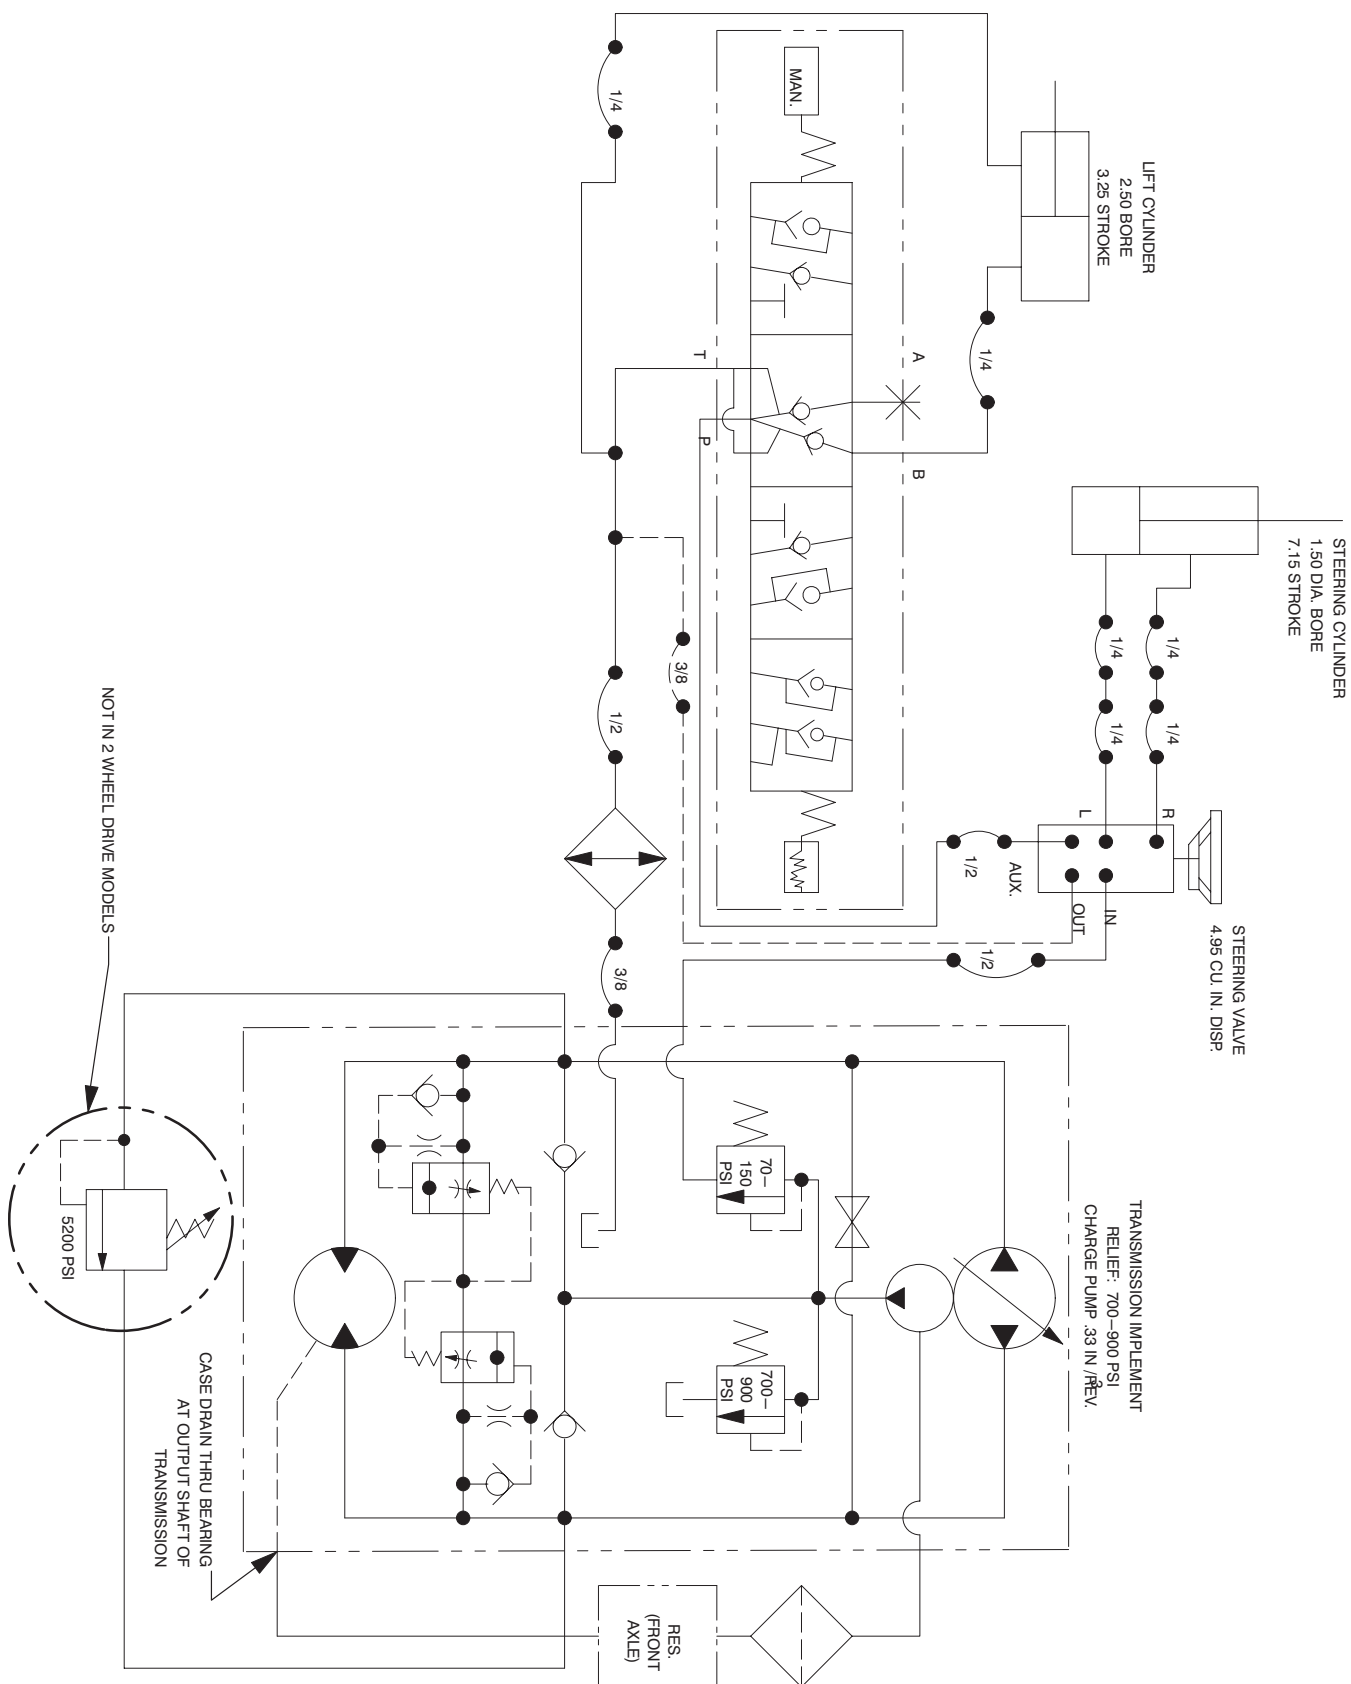 LIFT CYLINDER
2.50 BORE
3.25 STROKE
STEERING CYLINDER
1.50 DIA. BORE
7.15 STROKE
STEERING VALVE
4.95 CU. IN. DISP.
TRANSMISSION IMPLEMENT
RELIEF: 700–900 PSI
CHARGE PUMP .33 IN³/REV.
1/4
1/4
1/4
1/4
1/4
1/4
R
L
AUX.
IN
OUT
1/2
1/2
MAN.
A
B
T
P
3/8
1/2
3/8
70–
150
PSI
700–
900
PSI
RES.
(FRONT
AXLE)
NOT IN 2 WHEEL DRIVE MODELS
5200 PSI
CASE DRAIN THRU BEARING
AT OUTPUT SHAFT OF
TRANSMISSION